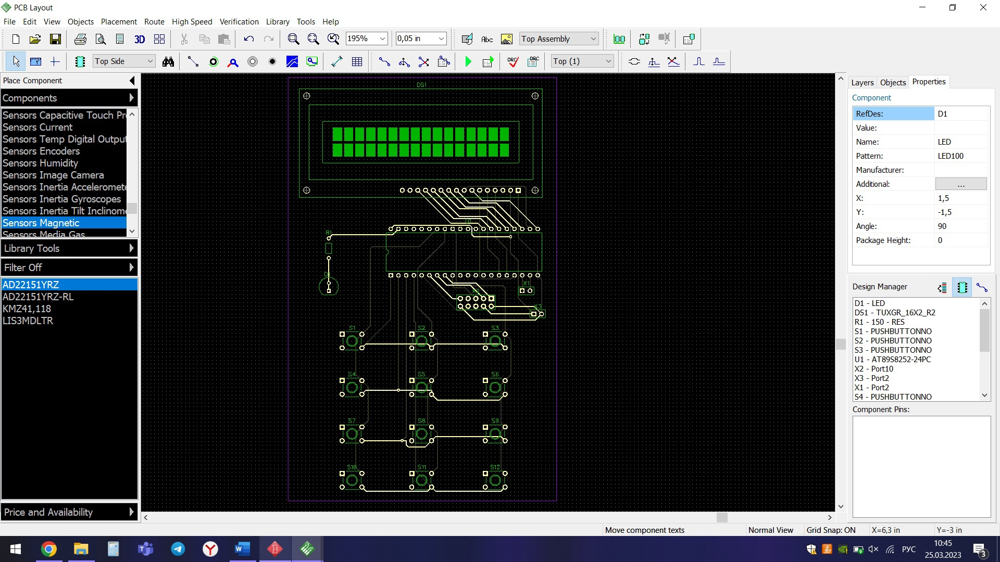 PCB Layout
File Edit View Objects Placement Route High Speed Verification Library Tools Help
3D 195% 0,05 in Abc Top Assembly
Top Side DRC DRC Top (1)
Place Component
Components
Sensors Capacitive Touch Pr
Sensors Current
Sensors Temp Digital Output
Sensors Encoders
Sensors Humidity
Sensors Image Camera
Sensors Inertia Acceleromete
Sensors Inertia Gyroscopes
Sensors Inertia Tilt Inclinome
Sensors Magnetic
Sensors Media Gas
Library Tools
Filter Off
AD22151YRZ
AD22151YRZ-RL
KMZ41,118
LIS3MDLTR
Price and Availability
DS1
U1
R1
X1
X3
S1 S2 S3
S4 S5 S6
S7 S8 S9
S10 S11 S12
Layers Objects Properties
Component
RefDes: D1
Value:
Name: LED
Pattern: LED100
Manufacturer:
Additional: ...
X: 1,5
Y: -1,5
Angle: 90
Package Height: 0
Design Manager
D1 - LED
DS1 - TUXGR_16X2_R2
R1 - 150 - RES
S1 - PUSHBUTTONNO
S2 - PUSHBUTTONNO
S3 - PUSHBUTTONNO
U1 - AT89S8252-24PC
X2 - Port10
X3 - Port2
X1 - Port2
S4 - PUSHBUTTONNO
Component Pins:
Move component texts Normal View Grid Snap: ON X=6,3 in Y=-3 in
РУС
10:45
25.03.2023
3